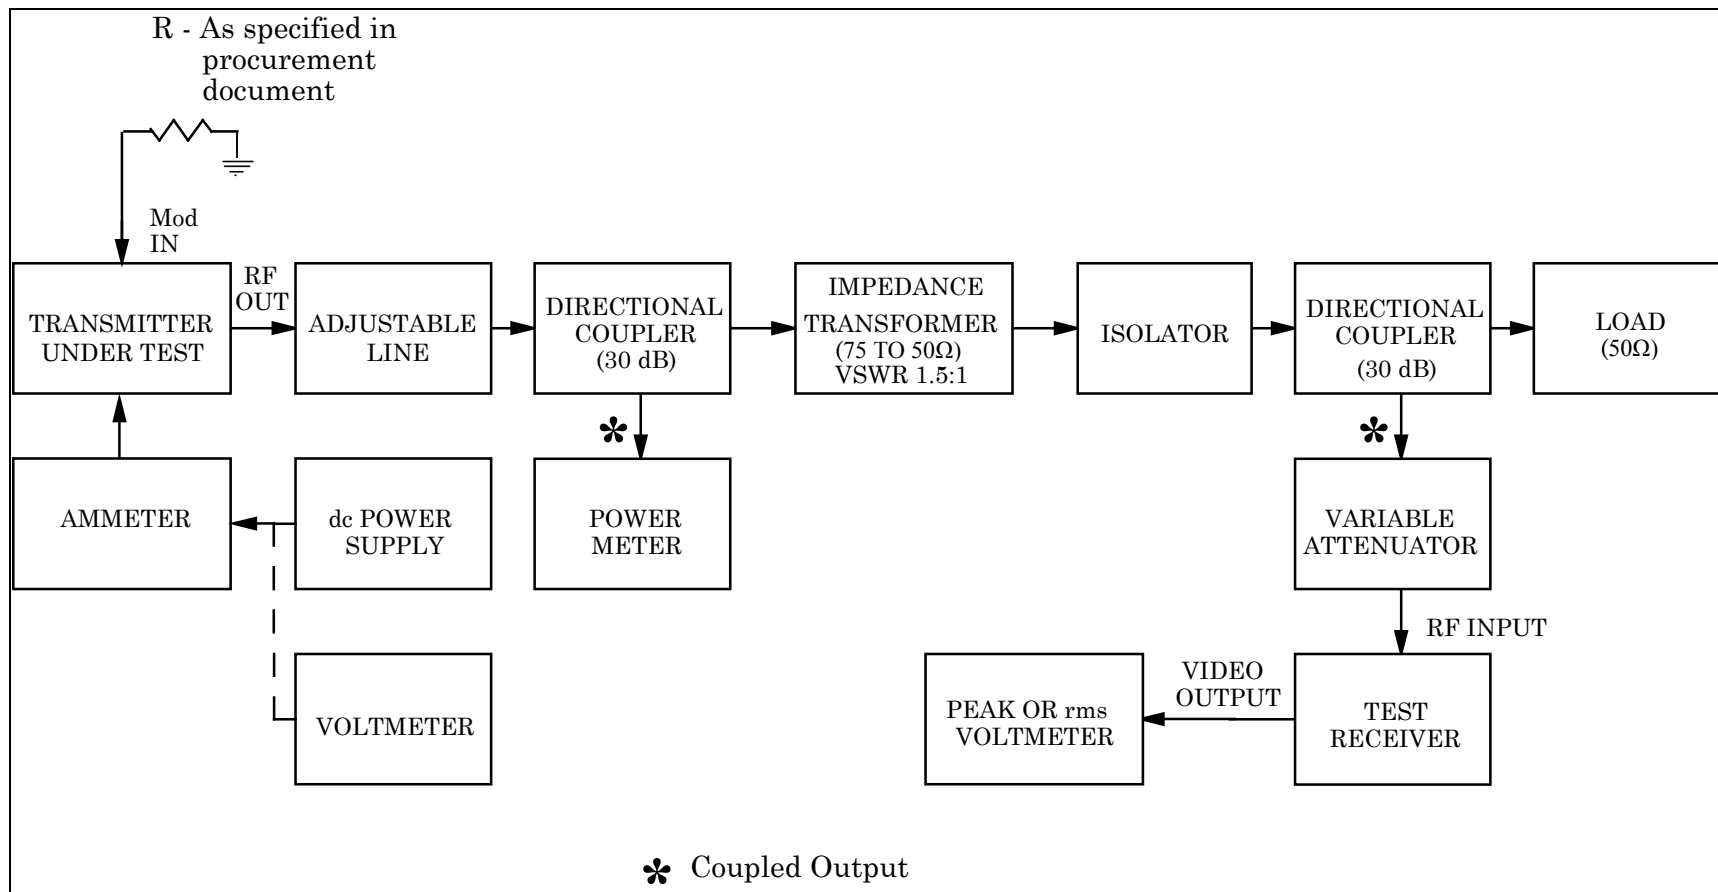 R - As specified in
procurement
document
Mod
IN
TRANSMITTER
UNDER TEST
RF
OUT
ADJUSTABLE
LINE
DIRECTIONAL
COUPLER
(30 dB)
IMPEDANCE
TRANSFORMER
(75 TO 50Ω)
VSWR 1.5:1
ISOLATOR
DIRECTIONAL
COUPLER
(30 dB)
LOAD
(50Ω)
*
*
AMMETER
dc POWER
SUPPLY
POWER
METER
VARIABLE
ATTENUATOR
RF INPUT
VOLTMETER
PEAK OR rms
VOLTMETER
VIDEO
OUTPUT
TEST
RECEIVER
* Coupled Output